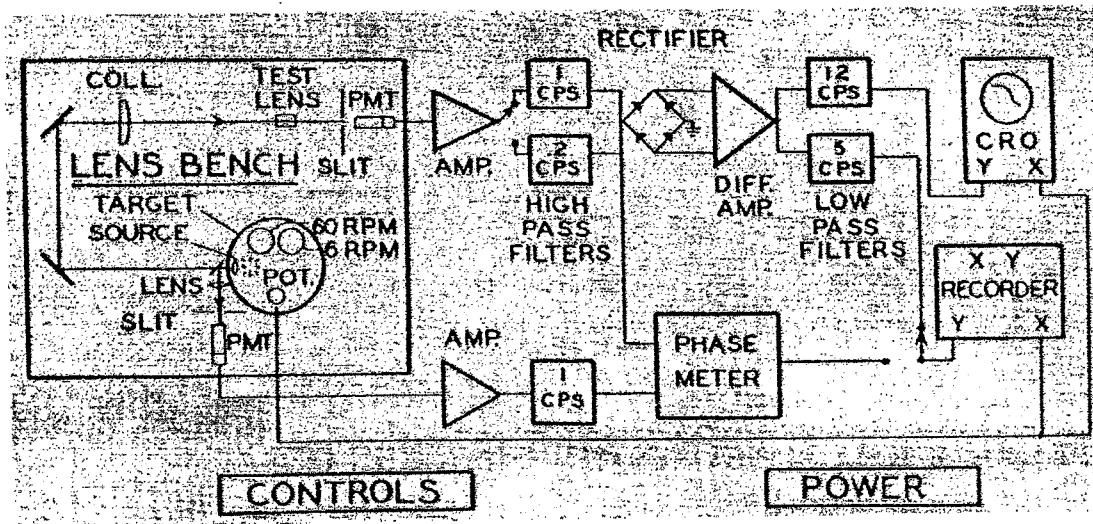 RECTIFIER
COLL.
TEST
LENS
PMT
SLIT
LENS BENCH
TARGET
SOURCE
60 RPM
6 RPM
POT.
LENS
SLIT
PMT
AMP.
1
CPS
2
CPS
HIGH
PASS
FILTERS
DIFF.
AMP.
12
CPS
5
CPS
LOW
PASS
FILTERS
CRO
Y X
X Y
RECORDER
Y X
AMP.
1
CPS
PHASE
METER
CONTROLS
POWER